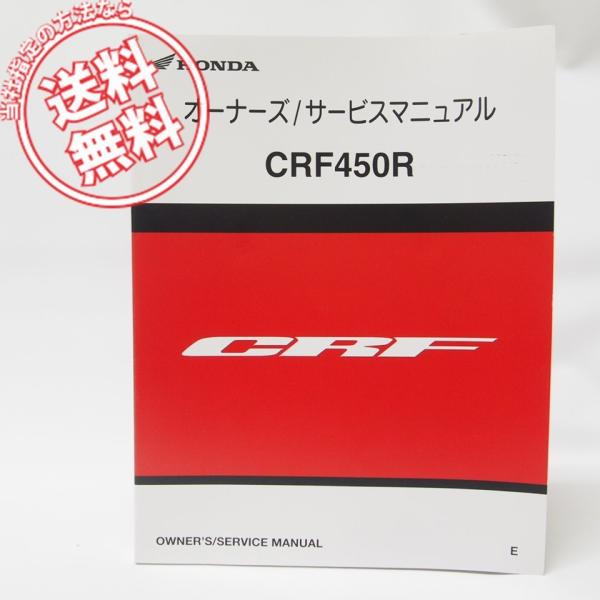 当社指定の方法なら
送料
無料
HONDA
オーナーズ/サービスマニュアル
CRF450R
CRF
OWNER'S/SERVICE MANUAL
E